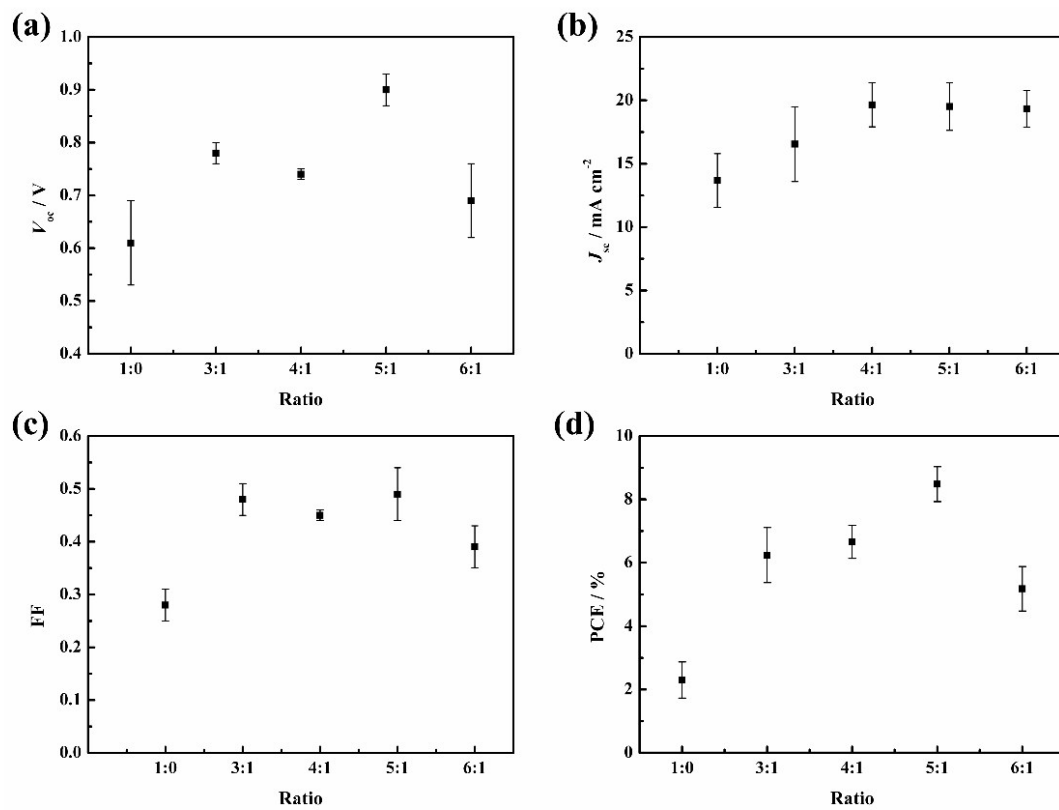 (a)
1.0
0.9
0.8
0.7
0.6
0.5
0.4
V_oc / V
1:0 3:1 4:1 5:1 6:1
Ratio
(b)
25
20
15
10
5
0
J_sc / mA cm⁻²
1:0 3:1 4:1 5:1 6:1
Ratio
(c)
0.6
0.5
0.4
0.3
0.2
0.1
0.0
FF
1:0 3:1 4:1 5:1 6:1
Ratio
(d)
10
8
6
4
2
0
PCE / %
1:0 3:1 4:1 5:1 6:1
Ratio